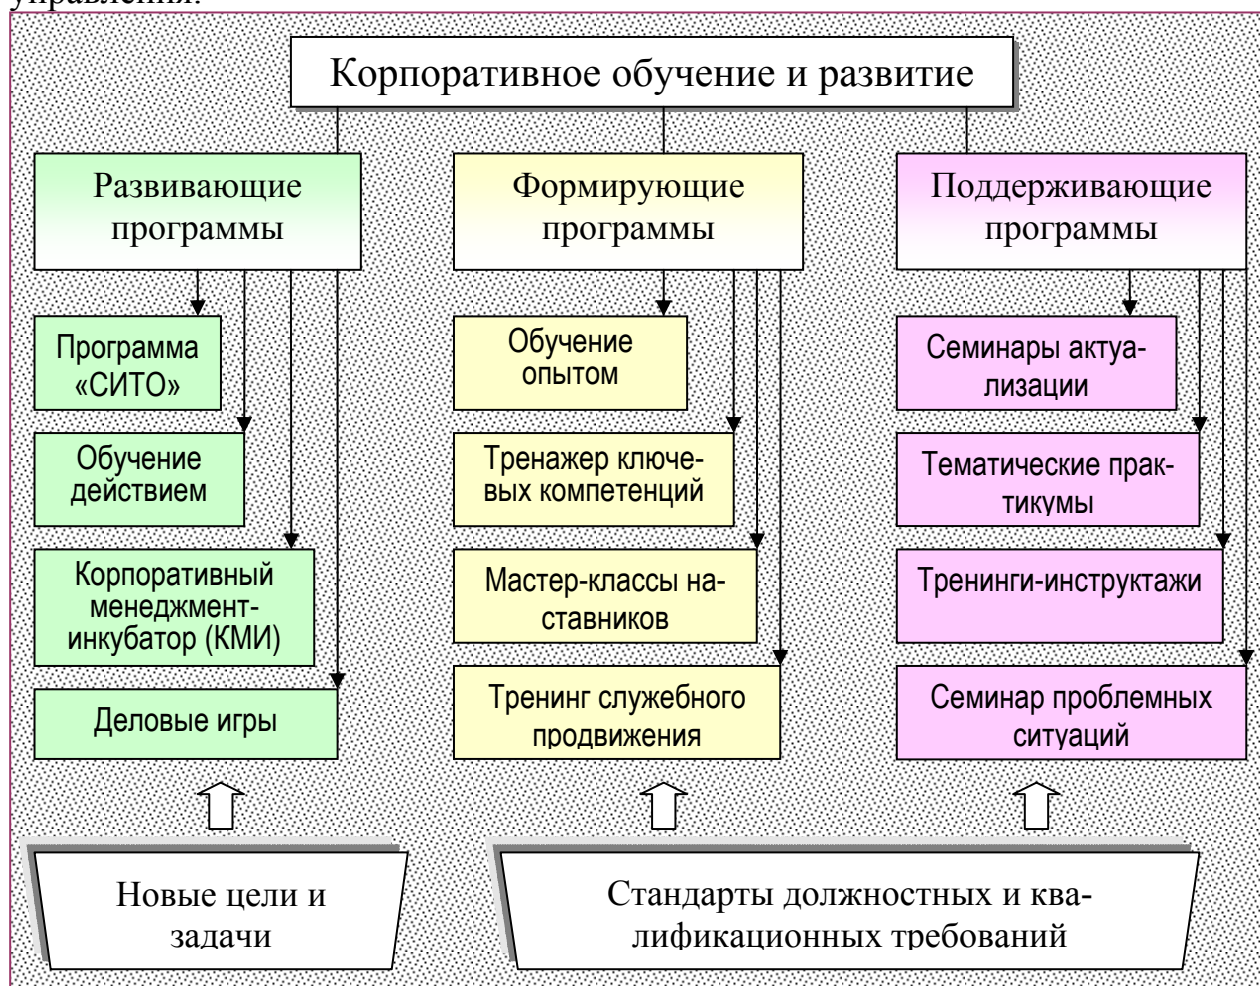 управления.
Корпоративное обучение и развитие
Развивающие
программы
Формирующие
программы
Поддерживающие
программы
Программа
«СИТО»
Обучение
опытом
Семинары актуа-
лизации
Обучение
действием
Тренажер ключе-
вых компетенций
Тематические прак-
тикумы
Корпоративный
менеджмент-
инкубатор (КМИ)
Мастер-классы на-
ставников
Тренинги-инструктажи
Деловые игры
Тренинг служебного
продвижения
Семинар проблемных
ситуаций
Новые цели и
задачи
Стандарты должностных и ква-
лификационных требований